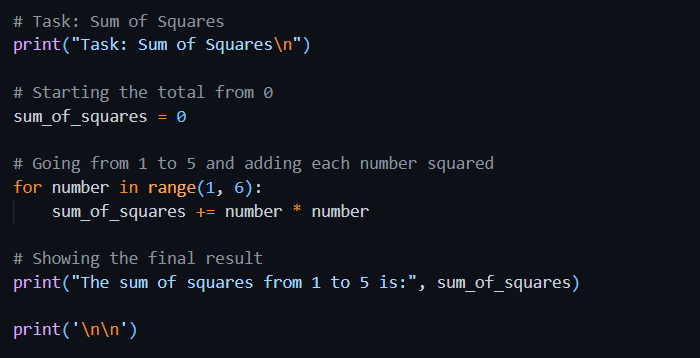 # Task: Sum of Squares
print("Task: Sum of Squares\n")
# Starting the total from 0
sum_of_squares = 0
# Going from 1 to 5 and adding each number squared
for number in range(1, 6):
    sum_of_squares += number * number
# Showing the final result
print("The sum of squares from 1 to 5 is:", sum_of_squares)
print('\n\n')